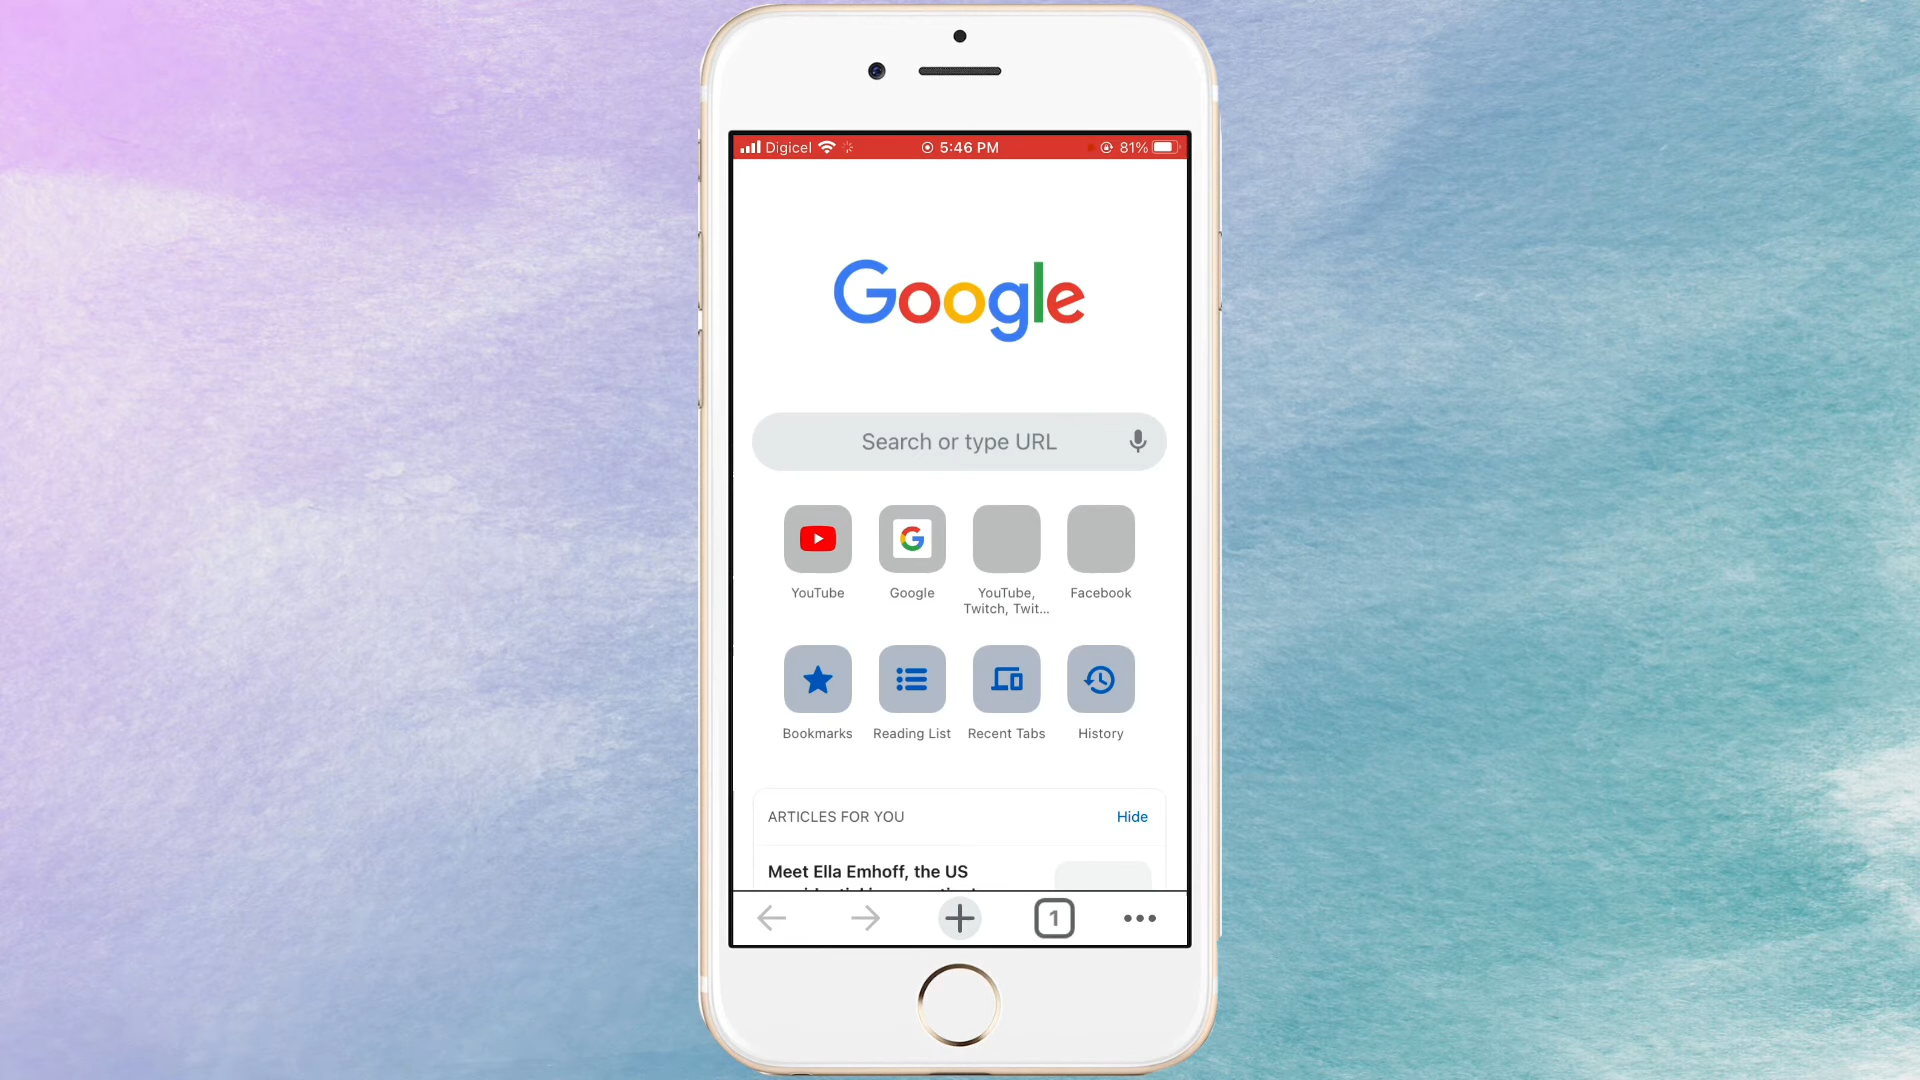 Digicel 5:46 PM 81%
Google
Search or type URL
YouTube Google YouTube, Facebook
Twitch, Twit...
Bookmarks Reading List Recent Tabs History
ARTICLES FOR YOU Hide
Meet Ella Emhoff, the US
1